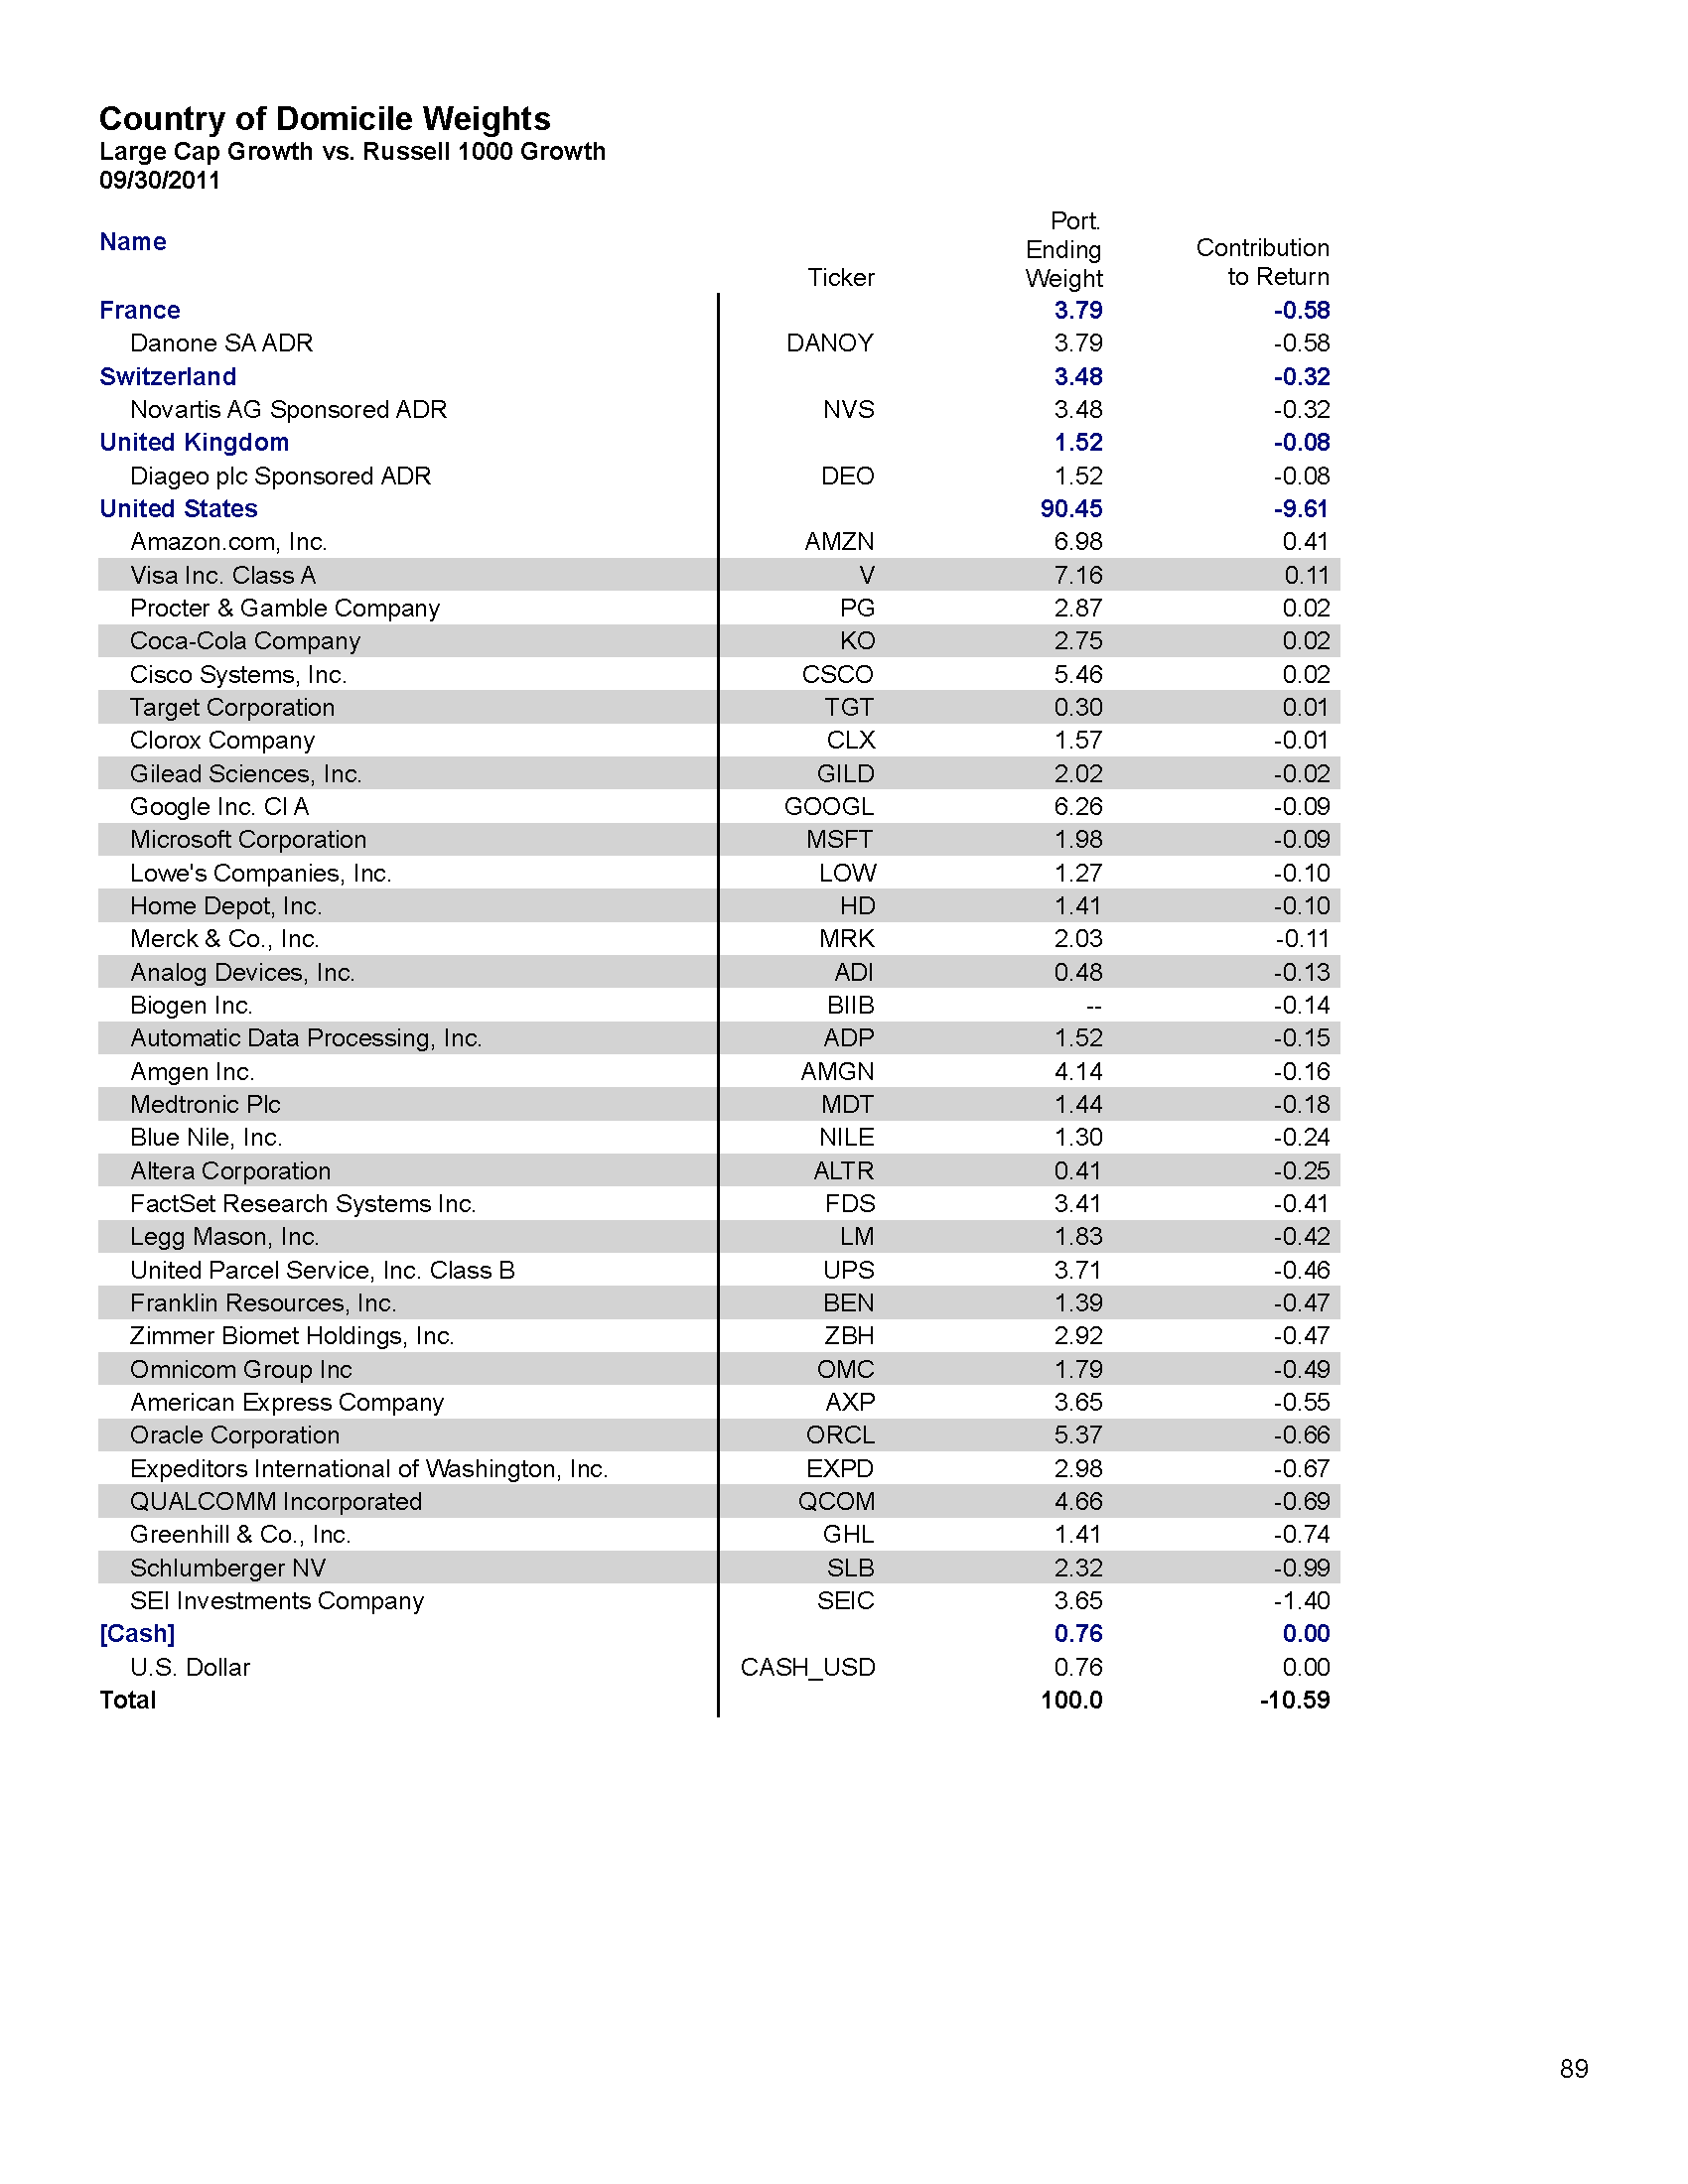 Country of Domicile Weights
Large Cap Growth vs. Russell 1000 Growth
09/30/2011
Name Ticker Port. Ending Weight Contribution to Return
France 3.79 -0.58
Danone SA ADR DANOY 3.79 -0.58
Switzerland 3.48 -0.32
Novartis AG Sponsored ADR NVS 3.48 -0.32
United Kingdom 1.52 -0.08
Diageo plc Sponsored ADR DEO 1.52 -0.08
United States 90.45 -9.61
Amazon.com, Inc. AMZN 6.98 0.41
Visa Inc. Class A V 7.16 0.11
Procter & Gamble Company PG 2.87 0.02
Coca-Cola Company KO 2.75 0.02
Cisco Systems, Inc. CSCO 5.46 0.02
Target Corporation TGT 0.30 0.01
Clorox Company CLX 1.57 -0.01
Gilead Sciences, Inc. GILD 2.02 -0.02
Google Inc. Cl A GOOGL 6.26 -0.09
Microsoft Corporation MSFT 1.98 -0.09
Lowe's Companies, Inc. LOW 1.27 -0.10
Home Depot, Inc. HD 1.41 -0.10
Merck & Co., Inc. MRK 2.03 -0.11
Analog Devices, Inc. ADI 0.48 -0.13
Biogen Inc. BIIB -- -0.14
Automatic Data Processing, Inc. ADP 1.52 -0.15
Amgen Inc. AMGN 4.14 -0.16
Medtronic Plc MDT 1.44 -0.18
Blue Nile, Inc. NILE 1.30 -0.24
Altera Corporation ALTR 0.41 -0.25
FactSet Research Systems Inc. FDS 3.41 -0.41
Legg Mason, Inc. LM 1.83 -0.42
United Parcel Service, Inc. Class B UPS 3.71 -0.46
Franklin Resources, Inc. BEN 1.39 -0.47
Zimmer Biomet Holdings, Inc. ZBH 2.92 -0.47
Omnicom Group Inc OMC 1.79 -0.49
American Express Company AXP 3.65 -0.55
Oracle Corporation ORCL 5.37 -0.66
Expeditors International of Washington, Inc. EXPD 2.98 -0.67
QUALCOMM Incorporated QCOM 4.66 -0.69
Greenhill & Co., Inc. GHL 1.41 -0.74
Schlumberger NV SLB 2.32 -0.99
SEI Investments Company SEIC 3.65 -1.40
[Cash] 0.76 0.00
U.S. Dollar CASH_USD 0.76 0.00
Total 100.0 -10.59
89